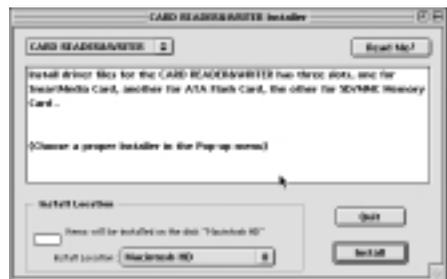 CARD READER&WRITER Installer
CARD READER&WRITER
Read Me!
Install driver files for the CARD READER&WRITER has three slots, one for
SmartMedia Card, another for ATA Flash Card, the other for SD/MMC Memory
Card .
(Choose a proper installer in the Pop-up menu)
Install Location
Items will be installed on the disk "Macintosh HD"
Install Location: Macintosh HD
Quit
Install